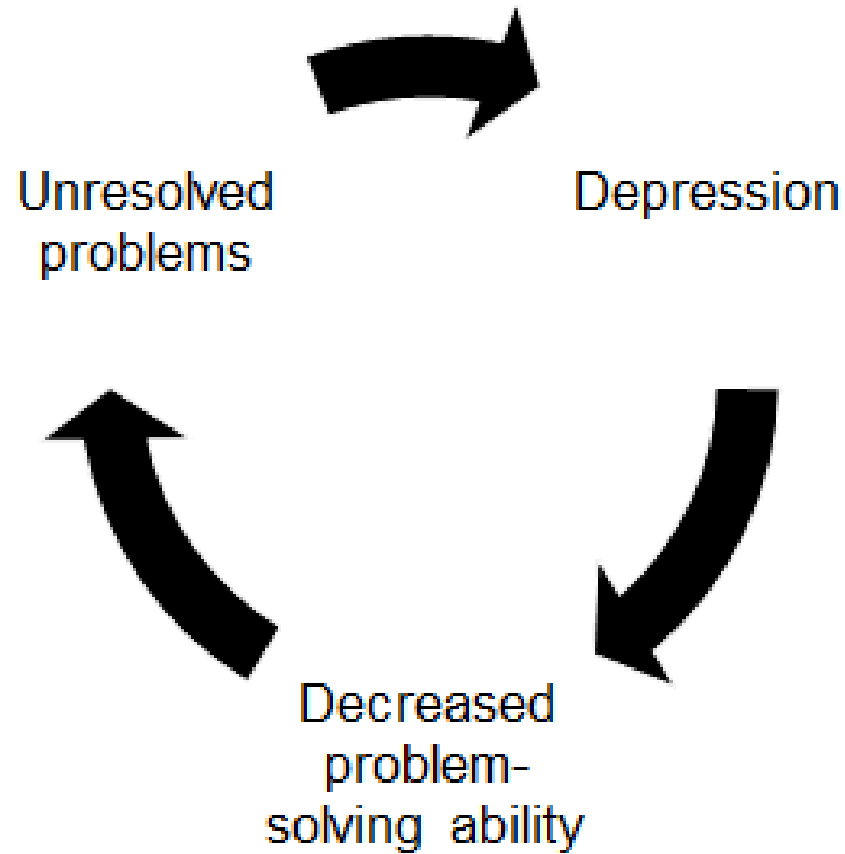 Unresolved
problems
Depression
Decreased
problem-
solving ability